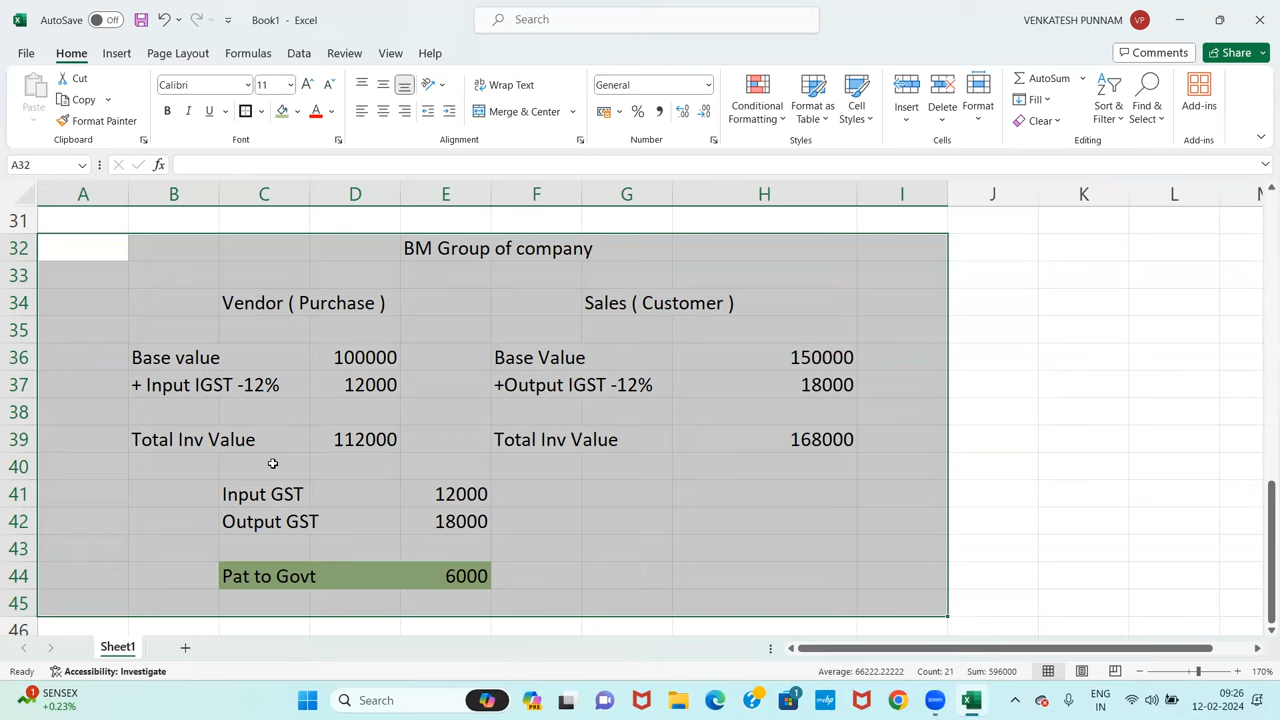 AutoSave Off Book1 - Excel Search VENKATESH PUNNAM VP
File Home Insert Page Layout Formulas Data Review View Help Comments Share
Paste Cut Copy Format Painter Clipboard
Calibri 11 B I U A Font
Wrap Text Merge & Center Alignment
General % Number
Conditional Formatting Format as Table Cell Styles Styles
Insert Delete Format Cells
AutoSum Fill Clear Sort & Filter Find & Select Editing
Add-ins Add-ins
A32 fx
A B C D E F G H I J K L
31
32 BM Group of company
33
34 Vendor ( Purchase ) Sales ( Customer )
35
36 Base value 100000 Base Value 150000
37 + Input IGST -12% 12000 +Output IGST -12% 18000
38
39 Total Inv Value 112000 Total Inv Value 168000
40
41 Input GST 12000
42 Output GST 18000
43
44 Pat to Govt 6000
45
46
Sheet1
Ready Accessibility: Investigate Average: 66222.22222 Count: 21 Sum: 596000 170%
1 SENSEX +0.23% Search 1 ENG IN 09:26 12-02-2024